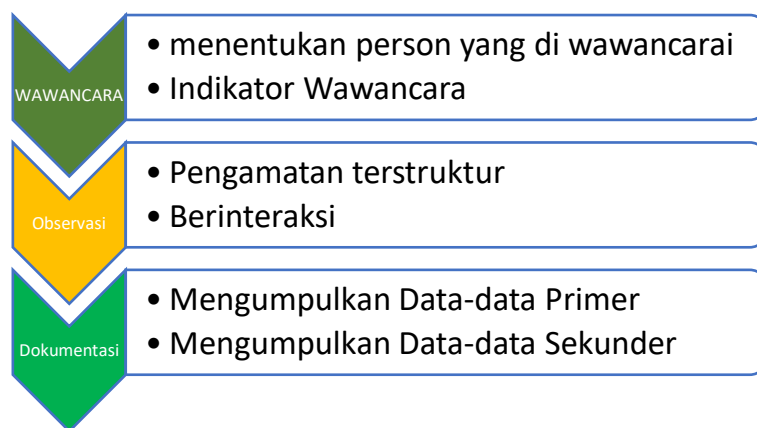 WAWANCARA
• menentukan person yang di wawancarai
• Indikator Wawancara
Observasi
• Pengamatan terstruktur
• Berinteraksi
Dokumentasi
• Mengumpulkan Data-data Primer
• Mengumpulkan Data-data Sekunder